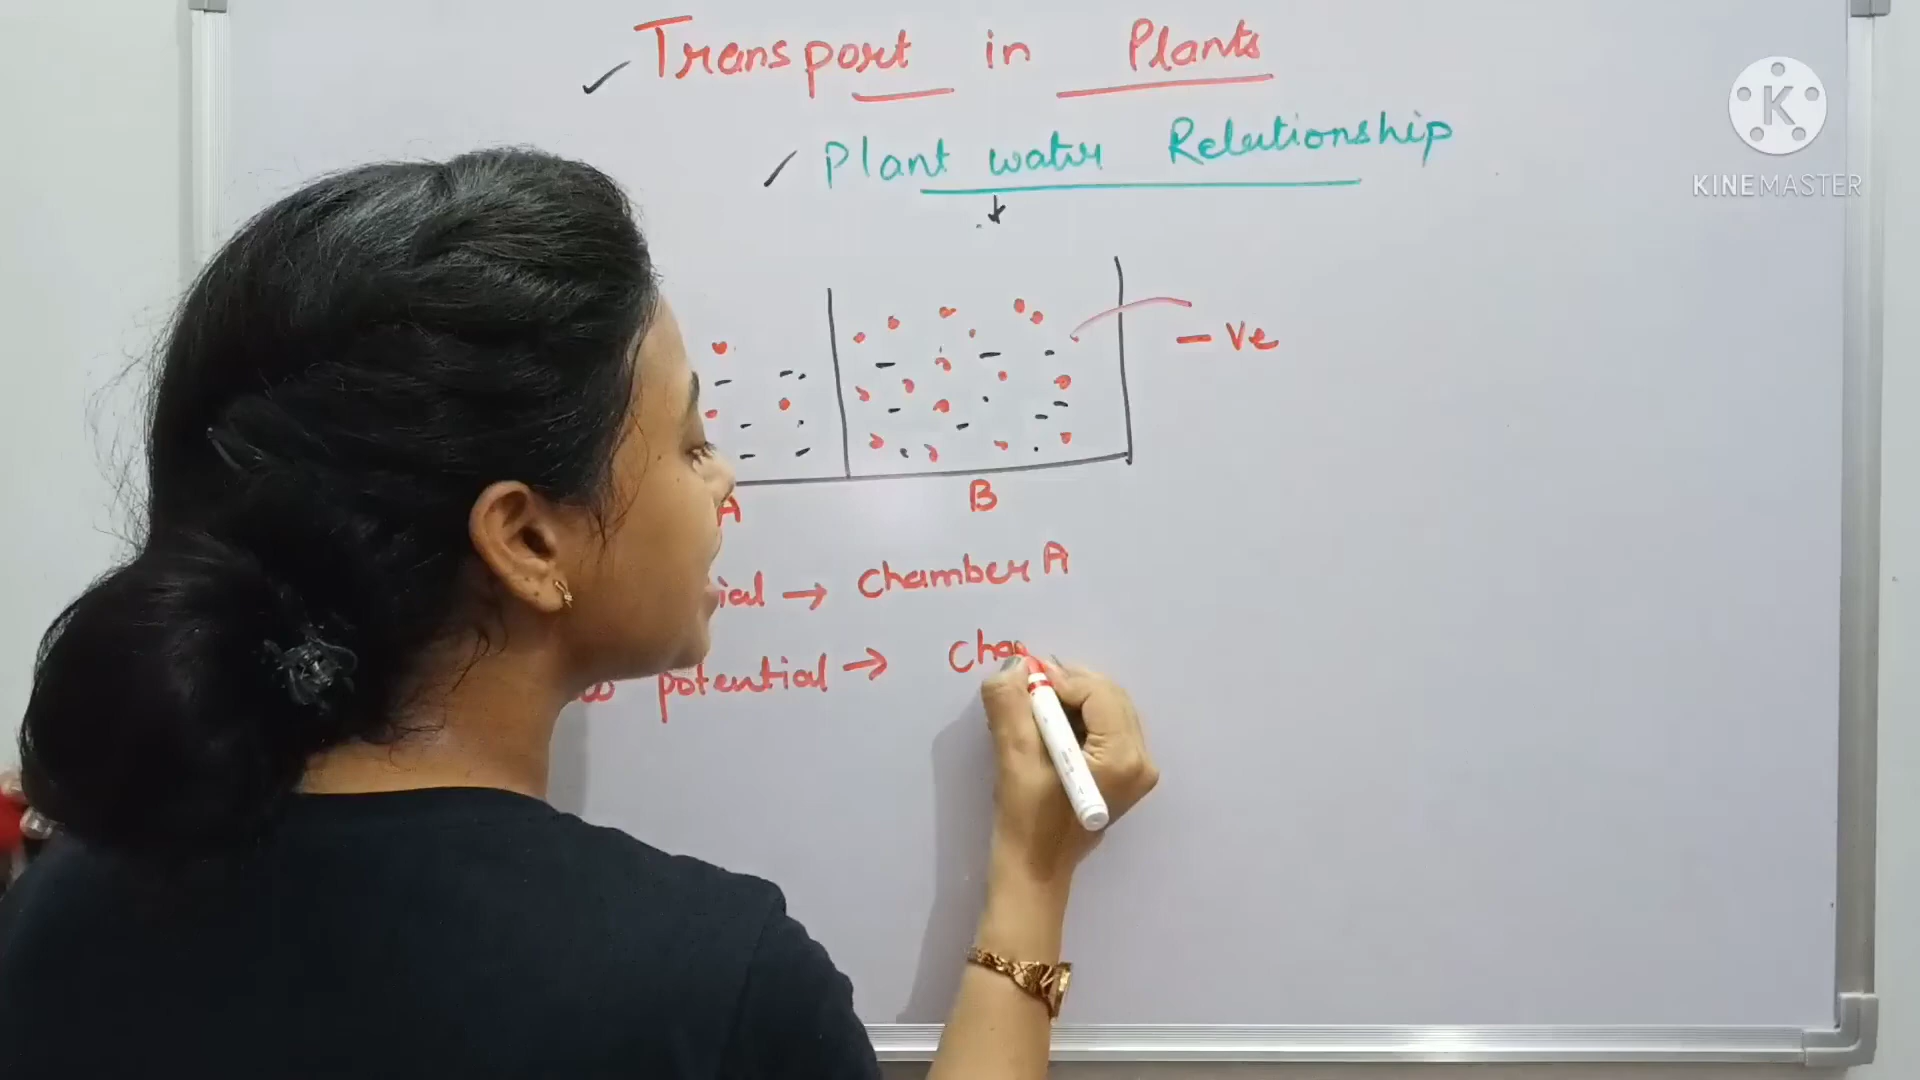 Transport in Plants
K
Plant water Relationship
KINEMASTER
- Ve
A
B
ial → Chamber A
potential → Cha